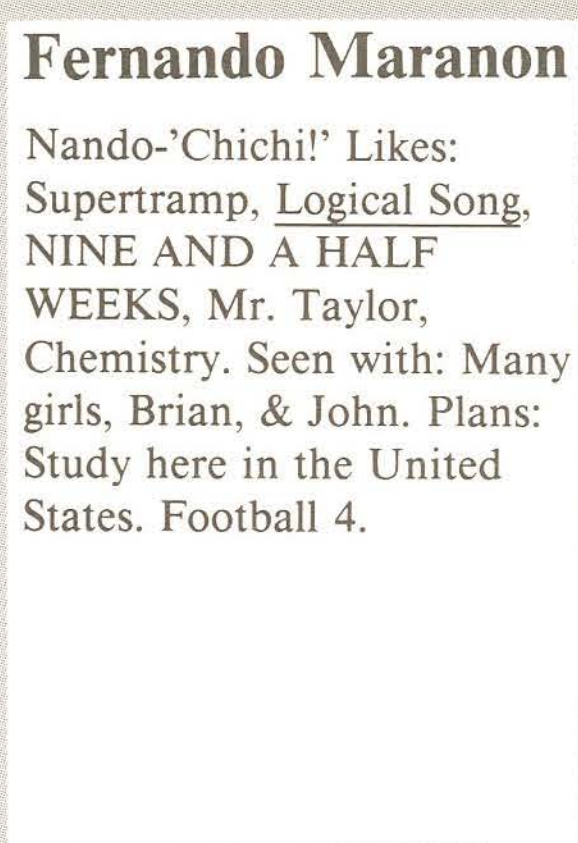 Fernando Maranon
Nando-'Chichi!' Likes:
Supertramp, Logical Song,
NINE AND A HALF
WEEKS, Mr. Taylor,
Chemistry. Seen with: Many
girls, Brian, & John. Plans:
Study here in the United
States. Football 4.